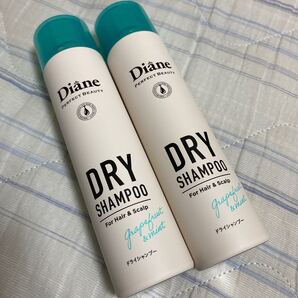 Diane
PERFECT BEAUTY
DRY
SHAMPOO
For Hair & Scalp
Grapefruit
& mint
ドライシャンプー
Diane
PERFECT BEAUTY
DRY
SHAMPOO
For Hair & Scalp
Grapefruit
& mint
ドライシャンプー